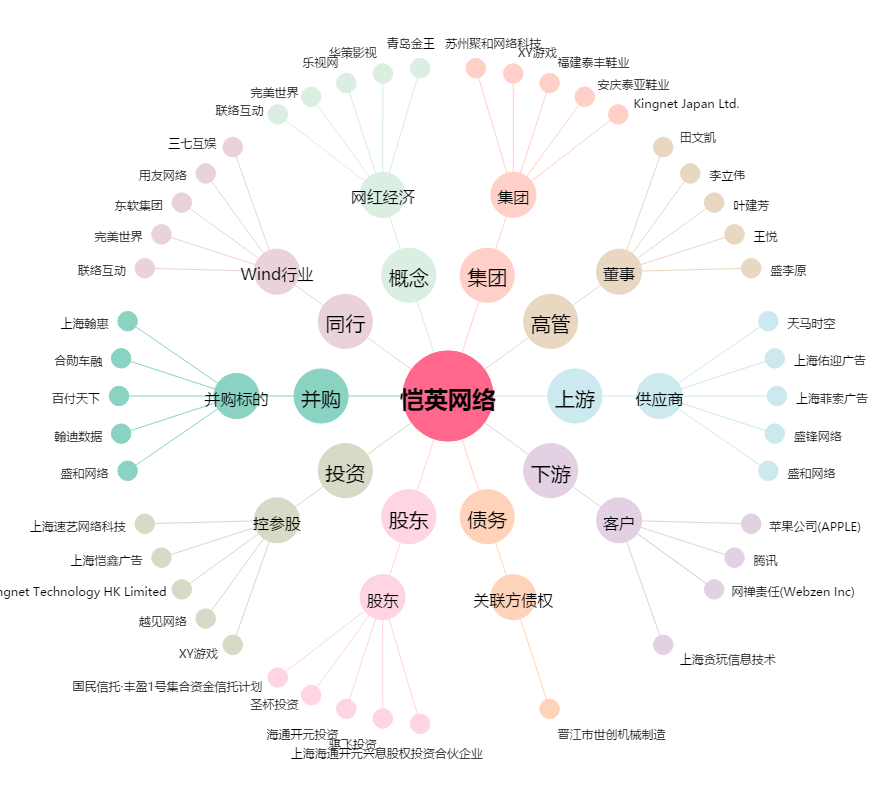 青岛金王
苏州聚和网络科技
华策影视
XY游戏
乐视网
福建泰丰鞋业
完美世界
安庆泰亚鞋业
联络互动
Kingnet Japan Ltd.
三七互娱
田文凯
用友网络
李立伟
网红经济
集团
东软集团
叶建芳
完美世界
王悦
联络互动
Wind行业
概念
集团
董事
盛李原
上海翰惠
同行
高管
天马时空
合勋车融
上海佑迎广告
百付天下
并购标的
并购
恺英网络
上游
供应商
上海菲索广告
翰迪数据
盛锋网络
盛和网络
投资
下游
盛和网络
上海速艺网络科技
控参股
股东
债务
客户
苹果公司(APPLE)
上海恺鑫广告
腾讯
ngnet Technology HK Limited
网禅责任(Webzen Inc)
越见网络
股东
关联方债权
XY游戏
上海贪玩信息技术
国民信托·丰盈1号集合资金信托计划
圣杯投资
海通开元投资
晋江市世创机械制造
骐飞投资
上海海通开元兴息股权投资合伙企业